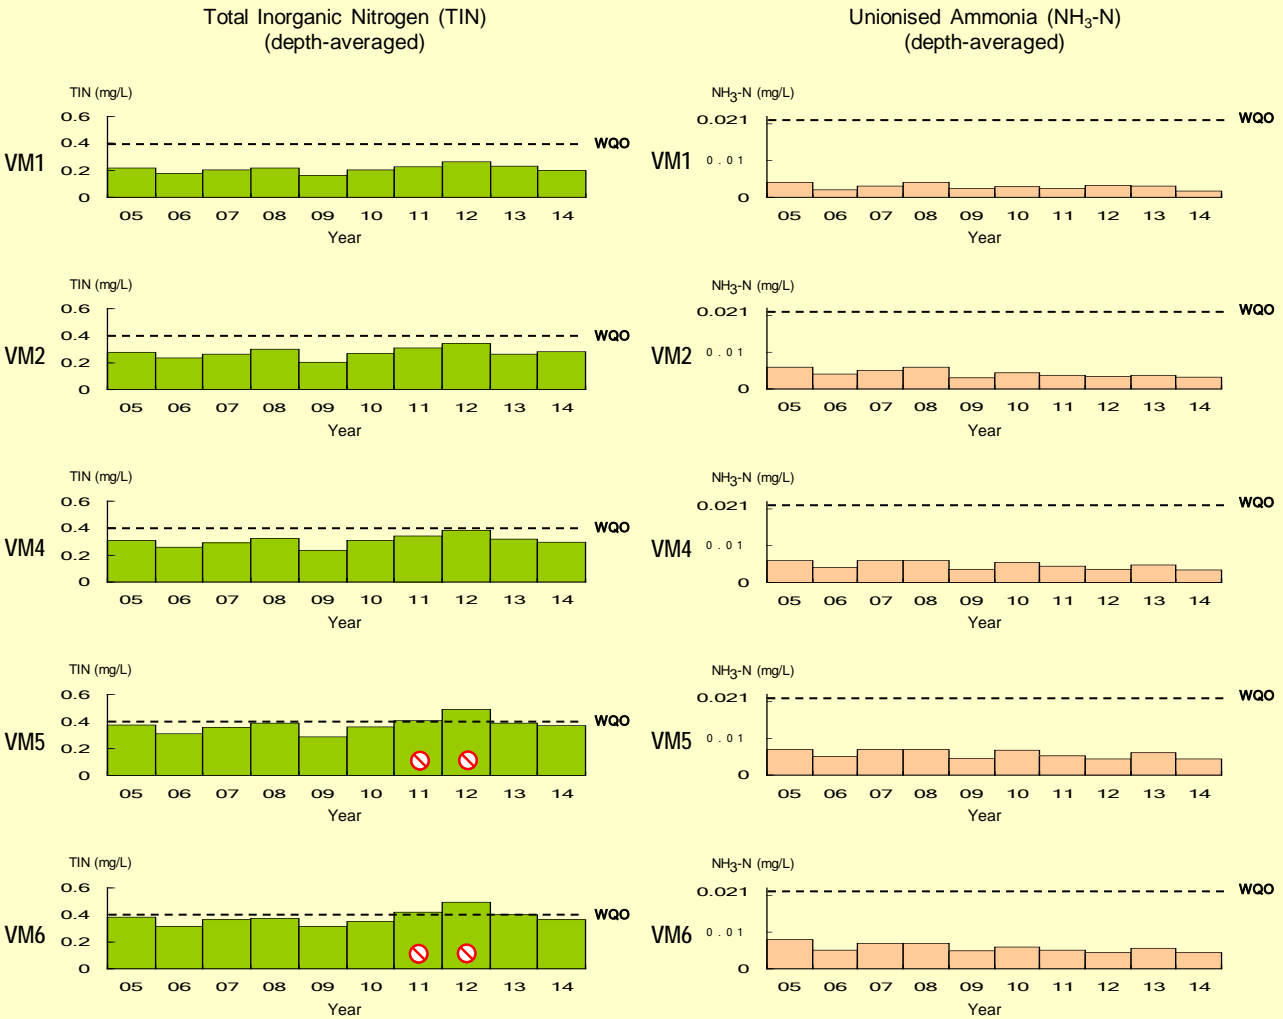 Total Inorganic Nitrogen (TIN)
(depth-averaged)
Unionised Ammonia (NH3-N)
(depth-averaged)
TIN (mg/L)
0.6
0.4
0.2
0
VM1
WQO
05 06 07 08 09 10 11 12 13 14
Year
NH3-N (mg/L)
0.021
0.01
0
VM1
WQO
05 06 07 08 09 10 11 12 13 14
Year
TIN (mg/L)
0.6
0.4
0.2
0
VM2
WQO
05 06 07 08 09 10 11 12 13 14
Year
NH3-N (mg/L)
0.021
0.01
0
VM2
WQO
05 06 07 08 09 10 11 12 13 14
Year
TIN (mg/L)
0.6
0.4
0.2
0
VM4
WQO
05 06 07 08 09 10 11 12 13 14
Year
NH3-N (mg/L)
0.021
0.01
0
VM4
WQO
05 06 07 08 09 10 11 12 13 14
Year
TIN (mg/L)
0.6
0.4
0.2
0
VM5
WQO
05 06 07 08 09 10 11 12 13 14
Year
NH3-N (mg/L)
0.021
0.01
0
VM5
WQO
05 06 07 08 09 10 11 12 13 14
Year
TIN (mg/L)
0.6
0.4
0.2
0
VM6
WQO
05 06 07 08 09 10 11 12 13 14
Year
NH3-N (mg/L)
0.021
0.01
0
VM6
WQO
05 06 07 08 09 10 11 12 13 14
Year